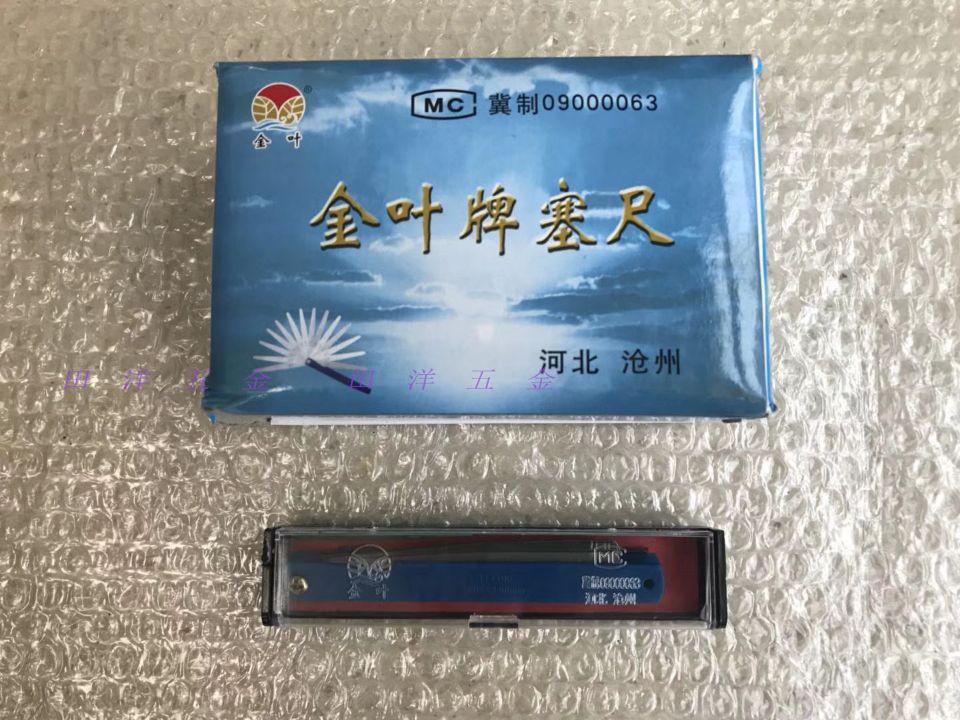 MC 冀制09000063
®
金叶
金叶牌塞尺
河北 沧州
山洋五金 山洋五金
金叶
MC
冀制09000063
河北 沧州